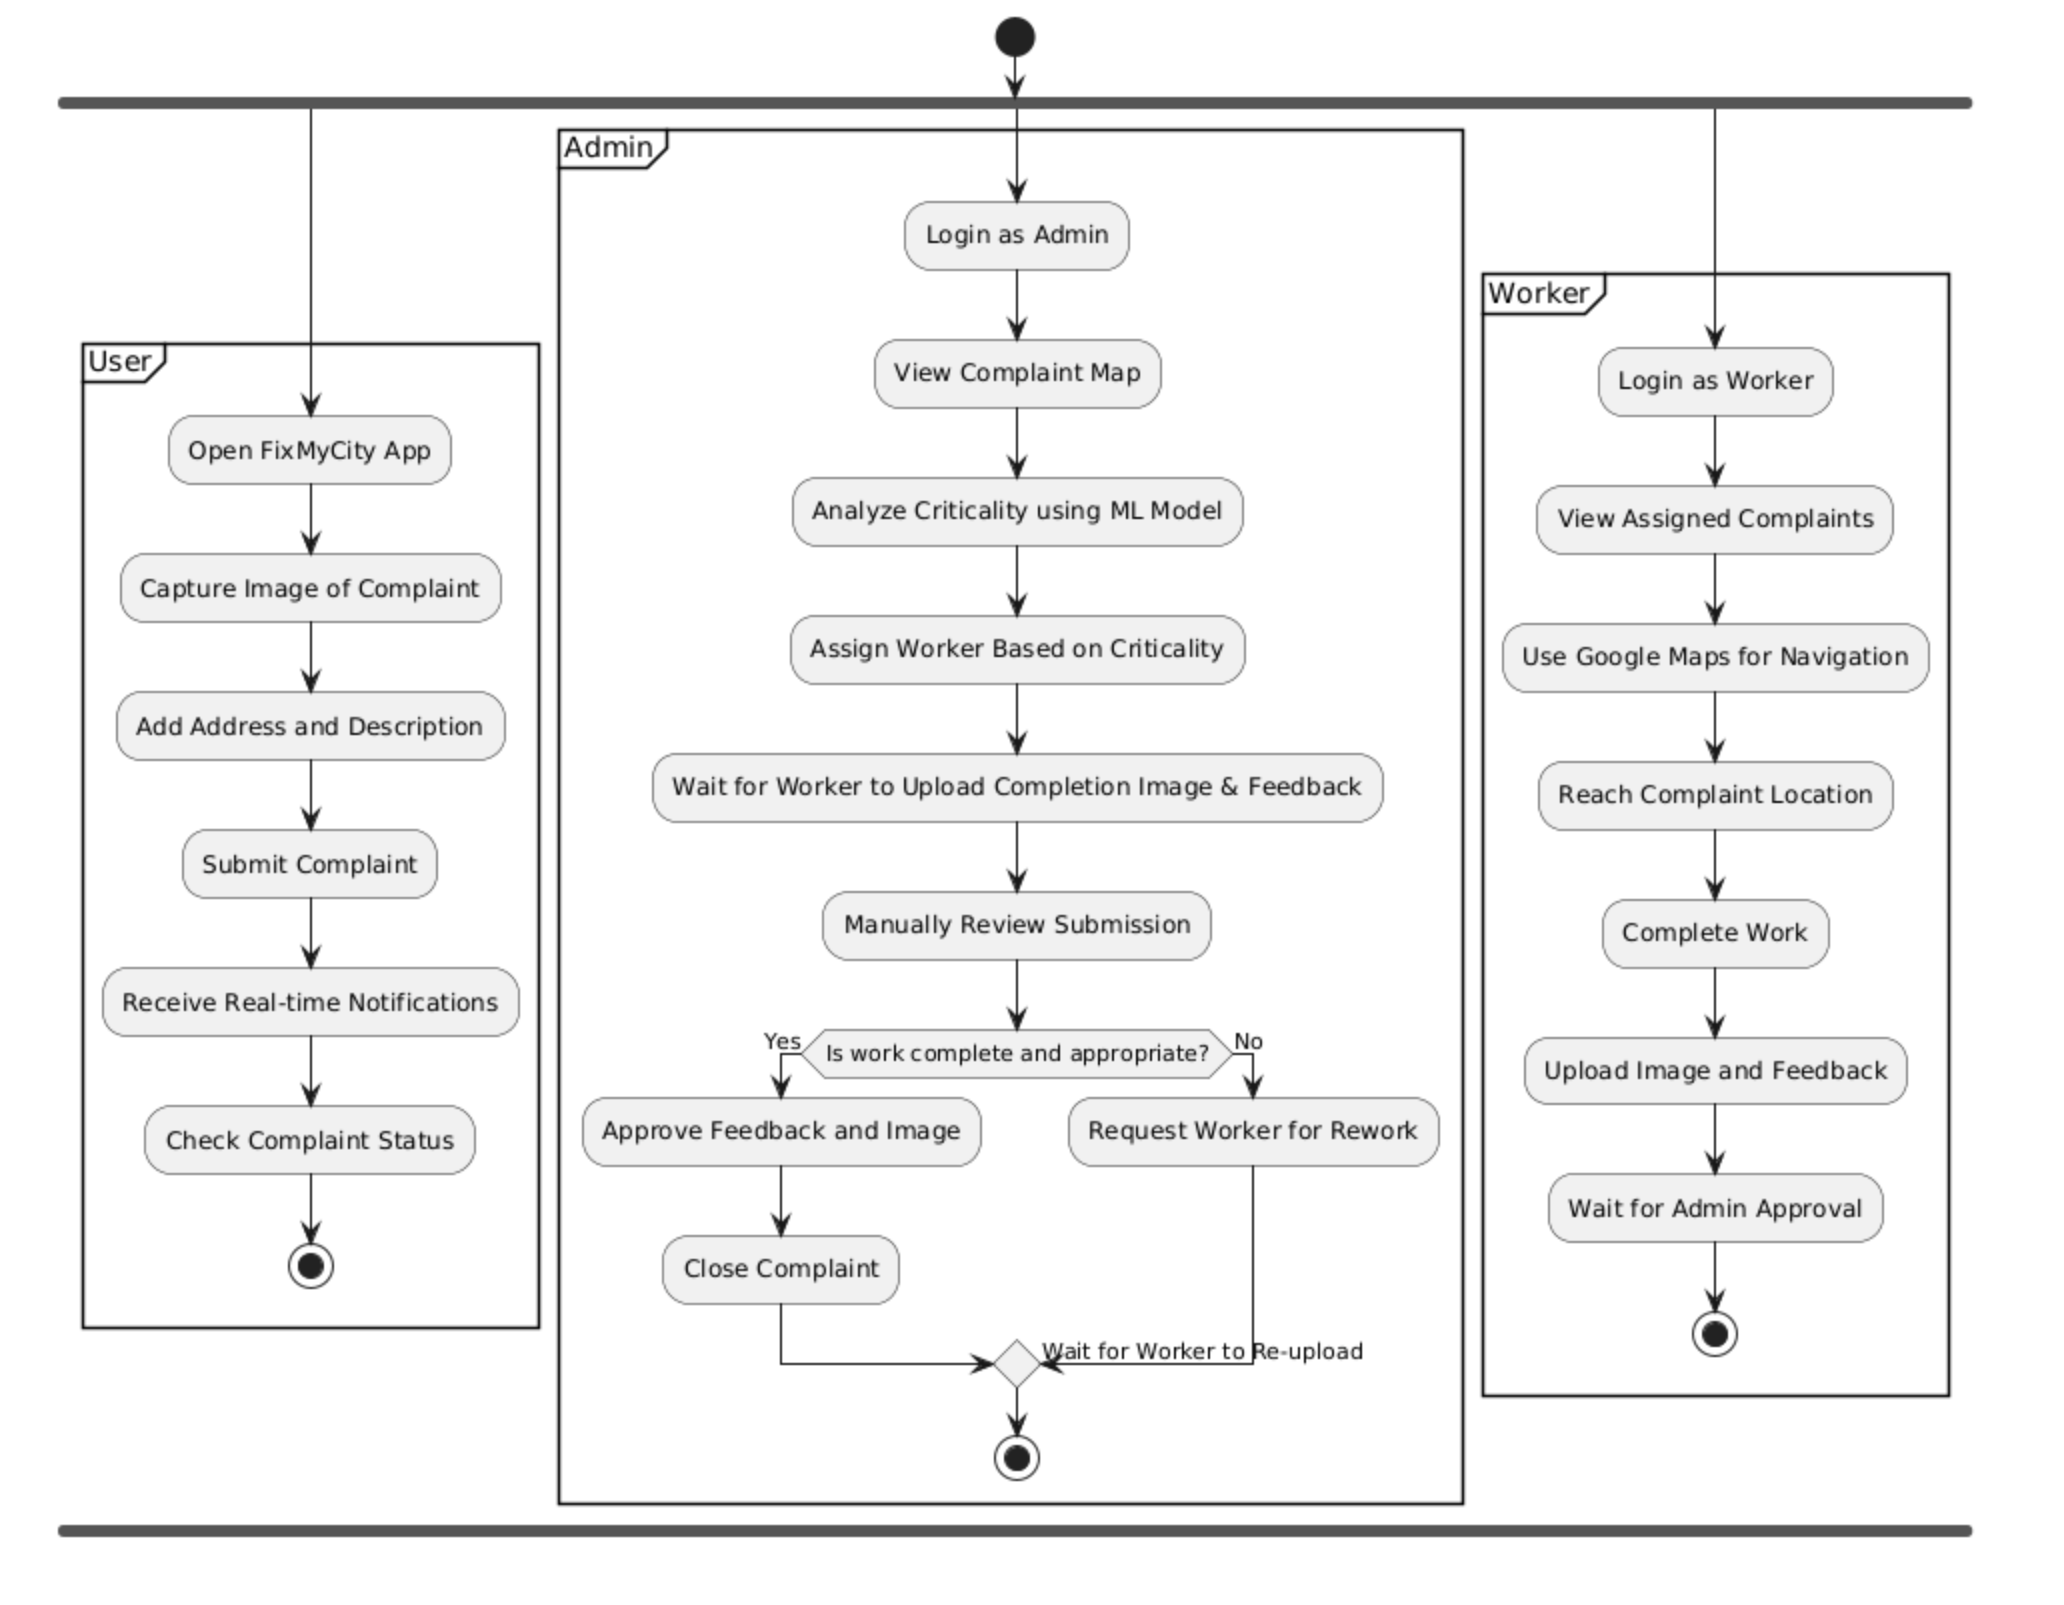 User
Open FixMyCity App
Capture Image of Complaint
Add Address and Description
Submit Complaint
Receive Real-time Notifications
Check Complaint Status
Admin
Login as Admin
View Complaint Map
Analyze Criticality using ML Model
Assign Worker Based on Criticality
Wait for Worker to Upload Completion Image & Feedback
Manually Review Submission
Is work complete and appropriate?
Yes
No
Approve Feedback and Image
Request Worker for Rework
Close Complaint
Wait for Worker to Re-upload
Worker
Login as Worker
View Assigned Complaints
Use Google Maps for Navigation
Reach Complaint Location
Complete Work
Upload Image and Feedback
Wait for Admin Approval